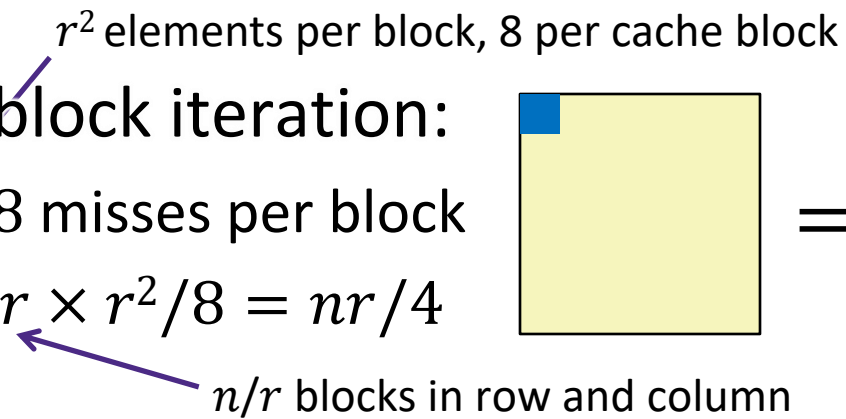 r² elements per block, 8 per cache block
block iteration:
8 misses per block
r × r²/8 = nr/4
=
n/r blocks in row and column